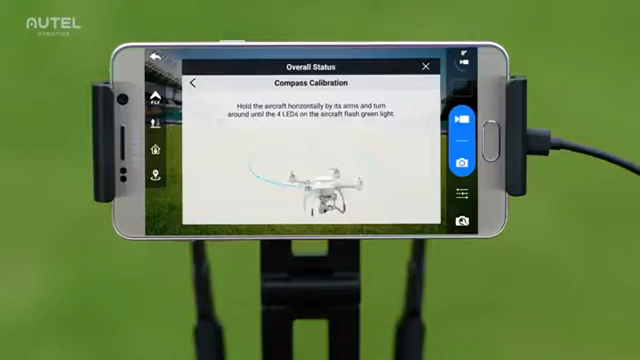 AUTEL
ROBOTICS
Overall Status
Compass Calibration
Hold the aircraft horizontally by its arms and turn
around until the 4 LEDs on the aircraft flash green light.
FLY